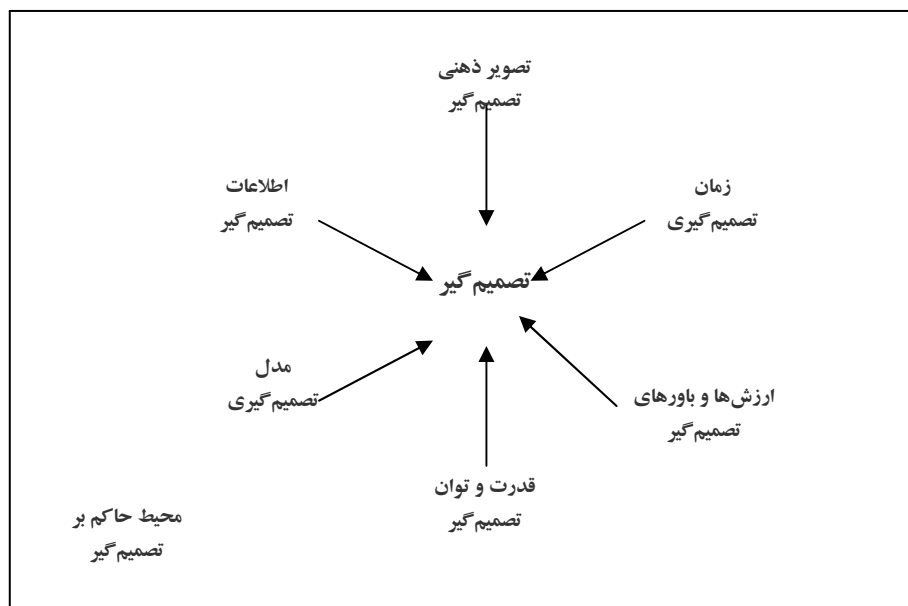 تصویر ذهنی
تصمیم‌گیر
زمان
تصمیم‌گیری
اطلاعات
تصمیم‌گیر
تصمیم‌گیر
مدل
تصمیم‌گیری
ارزش‌ها و باورهای
تصمیم‌گیر
قدرت و توان
تصمیم‌گیر
محیط حاکم بر
تصمیم‌گیر